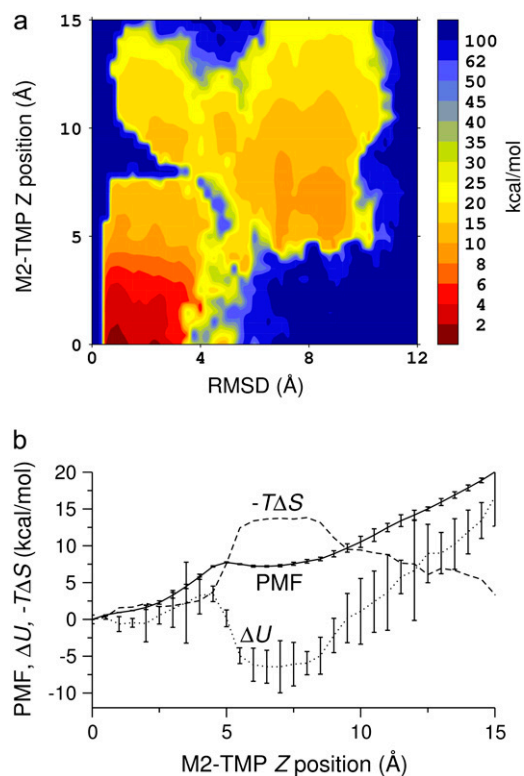 a
15
10
5
0
M2-TMP Z position (Å)
0 4 8 12
RMSD (Å)
100
62
50
45
40
35
30
25
20
15
10
8
6
4
2
kcal/mol
b
20
15
10
5
0
-5
-10
PMF, ΔU, -TΔS (kcal/mol)
-TΔS
PMF
ΔU
0 5 10 15
M2-TMP Z position (Å)